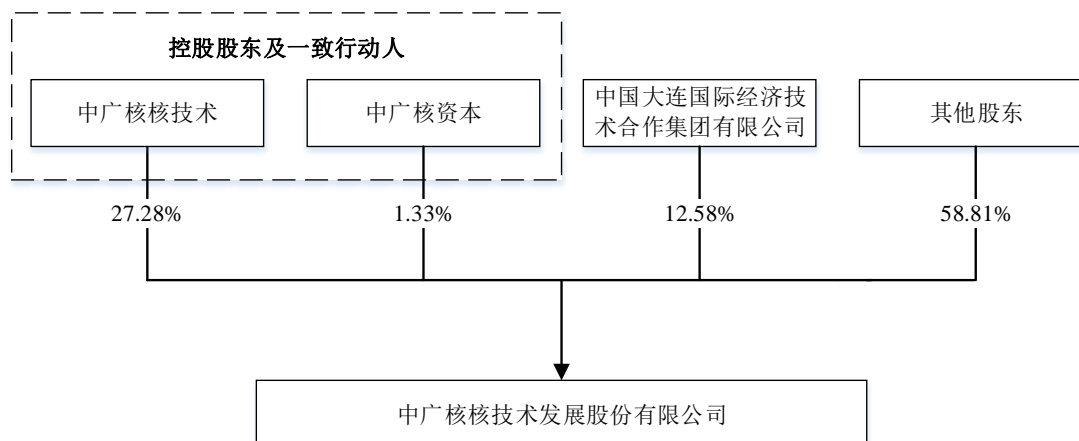 控股股东及一致行动人
中广核核技术
中广核资本
中国大连国际经济技
术合作集团有限公司
其他股东
27.28%
1.33%
12.58%
58.81%
中广核核技术发展股份有限公司